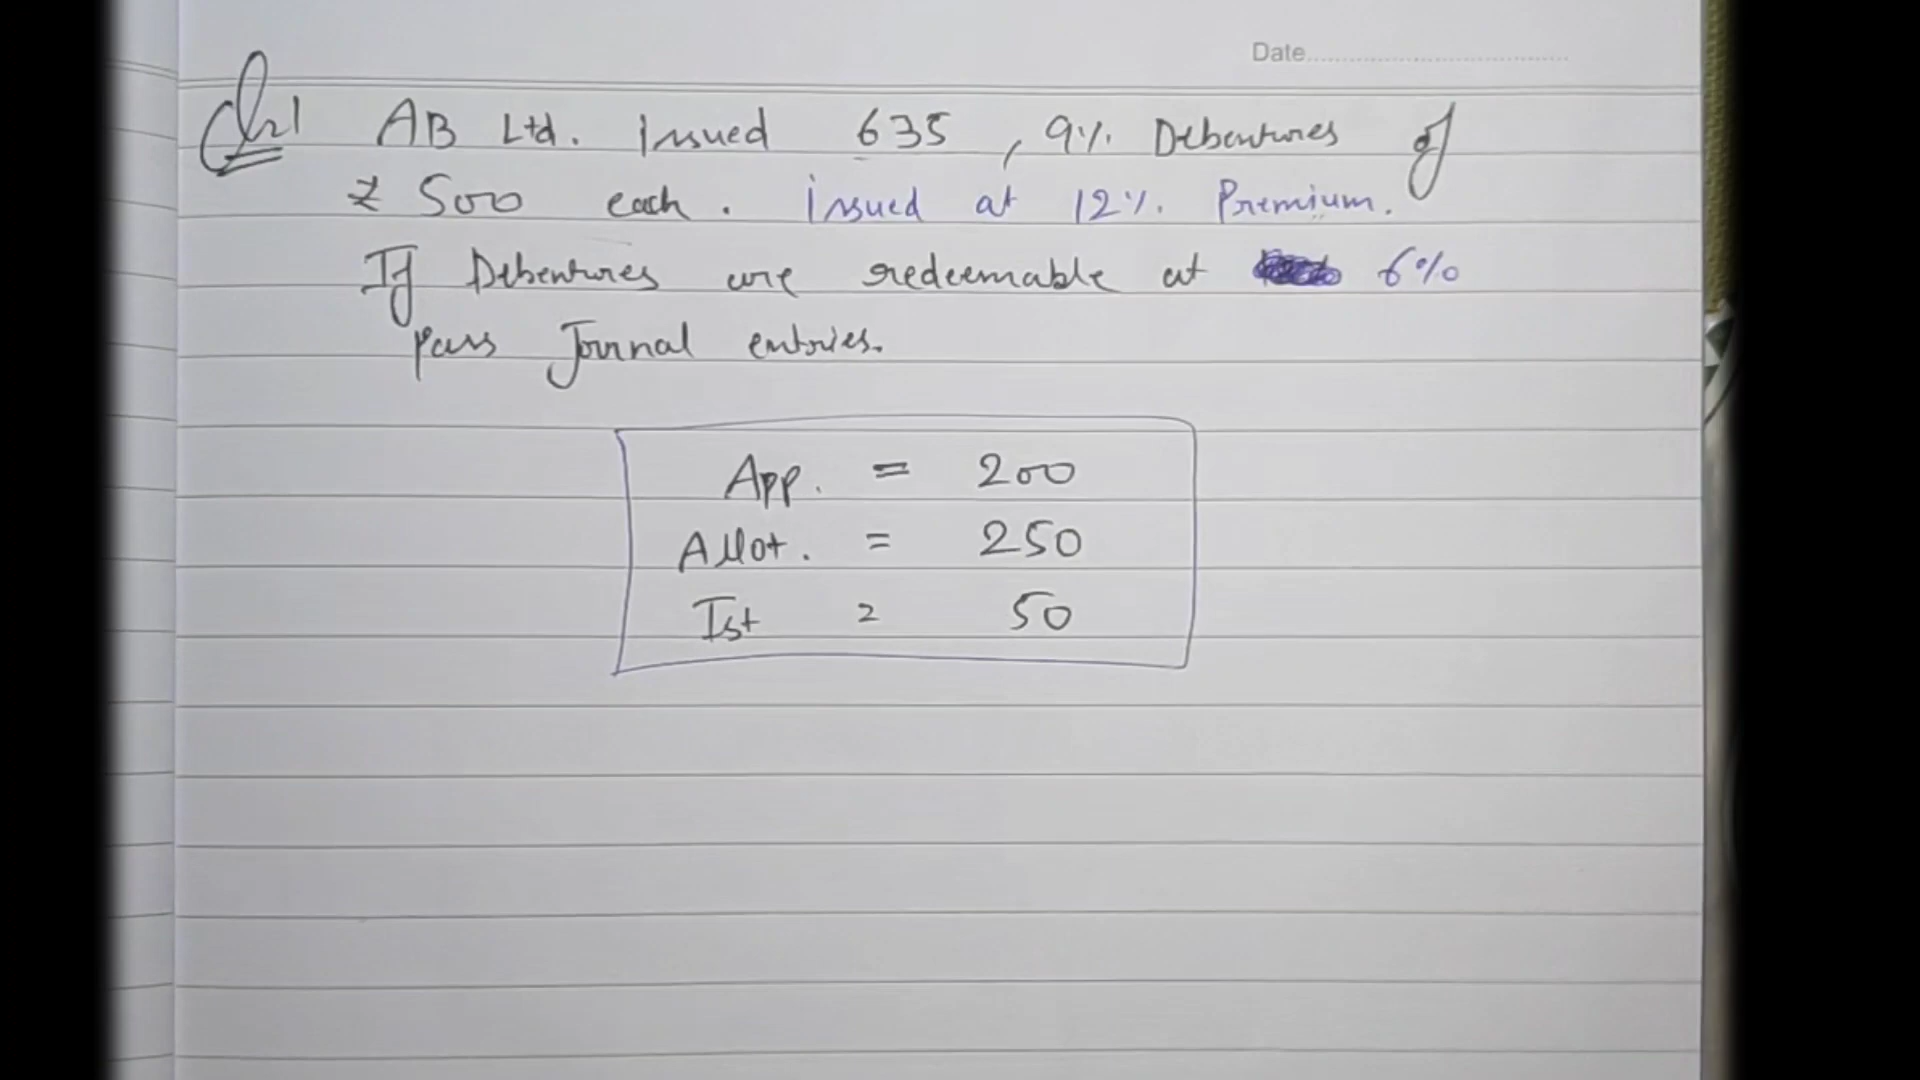 Date
Qn1 AB Ltd. Issued 635, 9% Debentures of
₹ 500 each. issued at 12% Premium.
If Debentures are redeemable at 6%
pass Journal entries.
App. = 200
Allot. = 250
Ist = 50